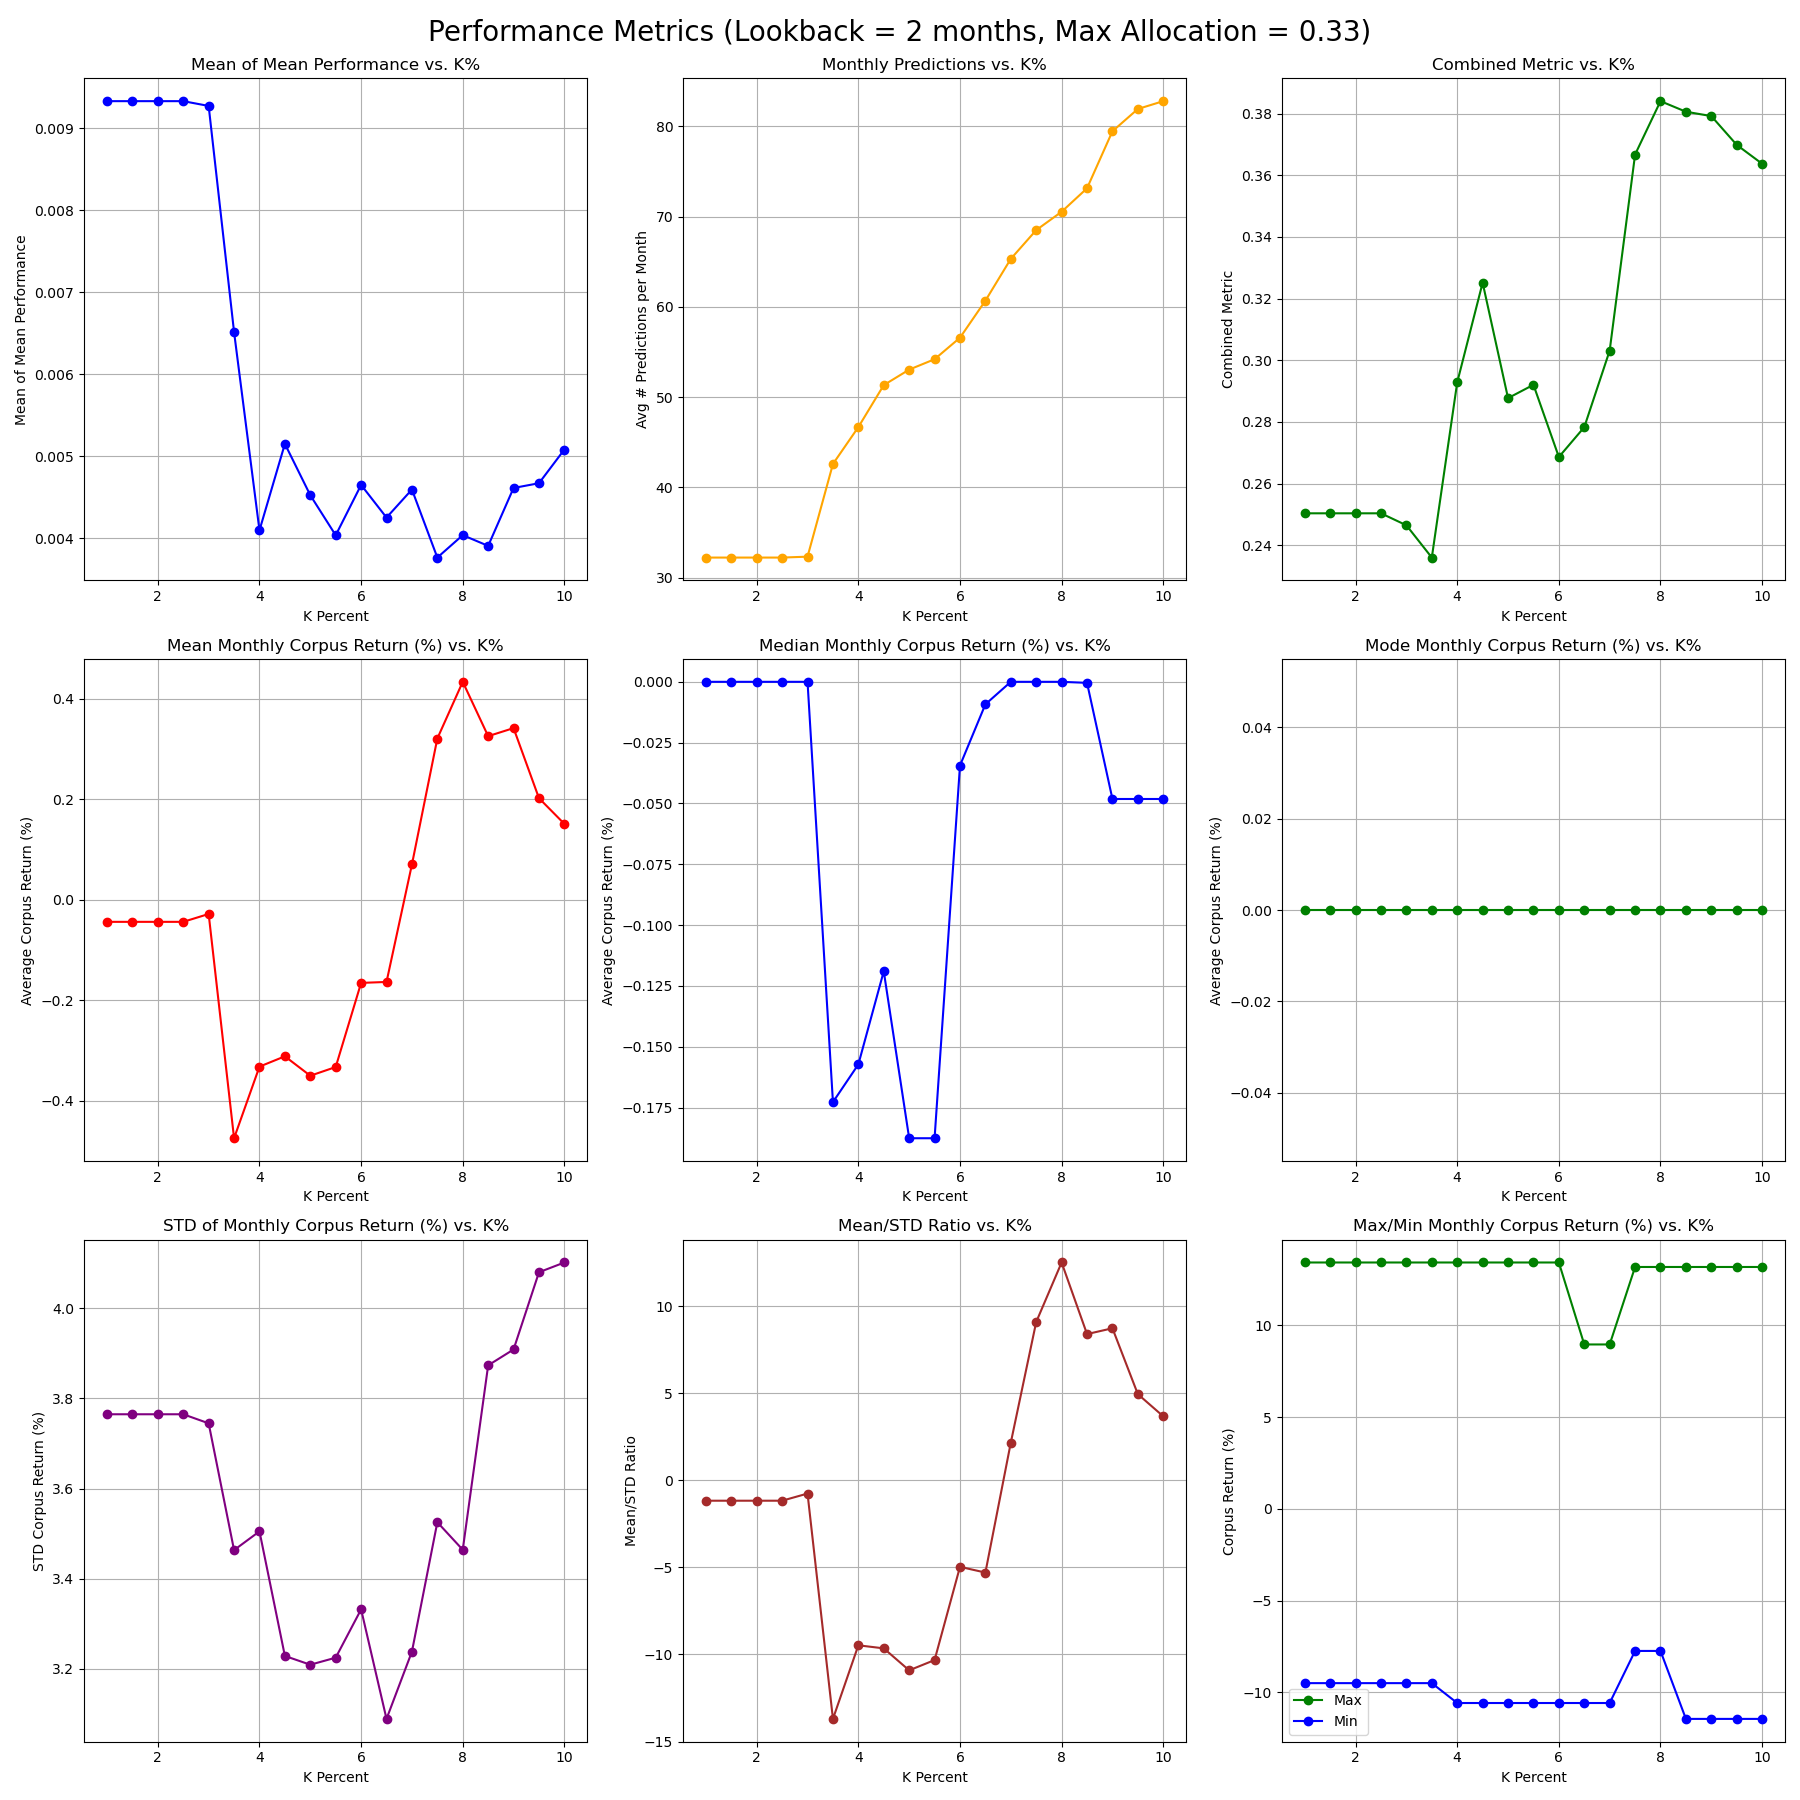 Performance Metrics (Lookback = 2 months, Max Allocation = 0.33)
Mean of Mean Performance vs. K%
Mean of Mean Performance
0.009
0.008
0.007
0.006
0.005
0.004
2 4 6 8 10
K Percent
Monthly Predictions vs. K%
Avg # Predictions per Month
80
70
60
50
40
30
2 4 6 8 10
K Percent
Combined Metric vs. K%
Combined Metric
0.38
0.36
0.34
0.32
0.30
0.28
0.26
0.24
2 4 6 8 10
K Percent
Mean Monthly Corpus Return (%) vs. K%
Average Corpus Return (%)
0.4
0.2
0.0
−0.2
−0.4
2 4 6 8 10
K Percent
Median Monthly Corpus Return (%) vs. K%
Average Corpus Return (%)
0.000
−0.025
−0.050
−0.075
−0.100
−0.125
−0.150
−0.175
2 4 6 8 10
K Percent
Mode Monthly Corpus Return (%) vs. K%
Average Corpus Return (%)
0.04
0.02
0.00
−0.02
−0.04
2 4 6 8 10
K Percent
STD of Monthly Corpus Return (%) vs. K%
STD Corpus Return (%)
4.0
3.8
3.6
3.4
3.2
2 4 6 8 10
K Percent
Mean/STD Ratio vs. K%
Mean/STD Ratio
10
5
0
−5
−10
−15
2 4 6 8 10
K Percent
Max/Min Monthly Corpus Return (%) vs. K%
Corpus Return (%)
10
5
0
−5
−10
Max
Min
2 4 6 8 10
K Percent